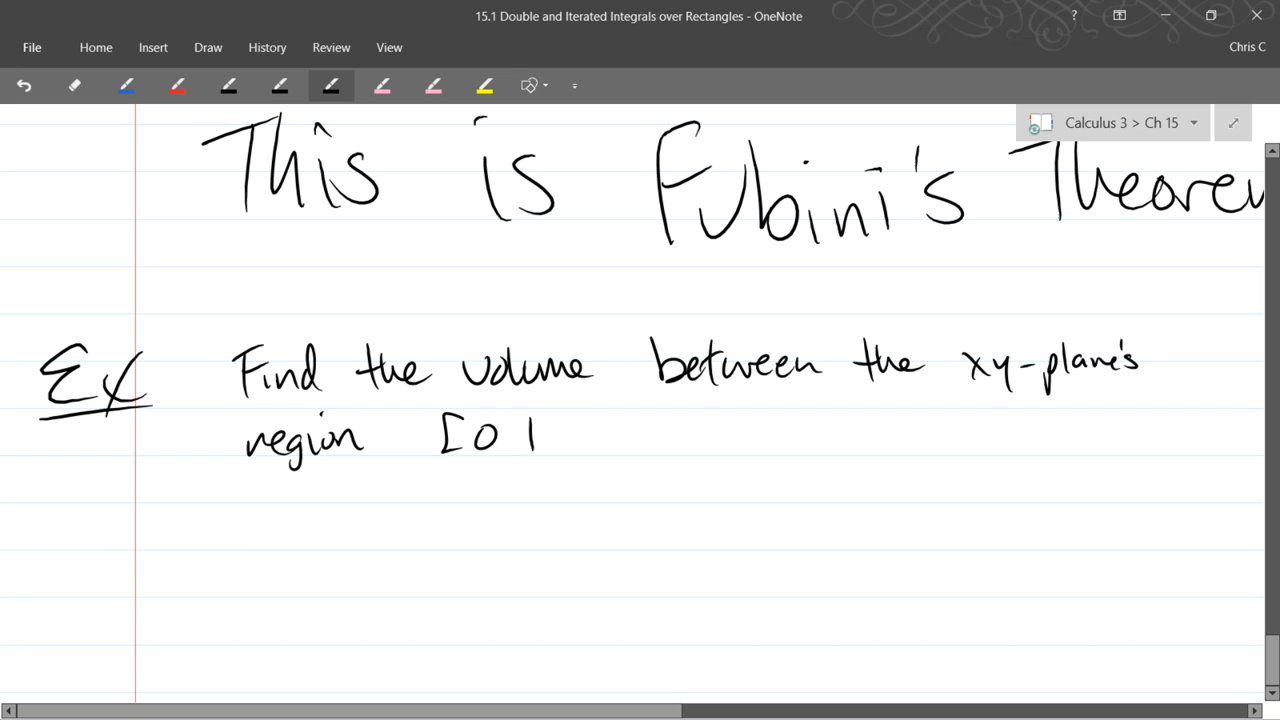 15.1 Double and Iterated Integrals over Rectangles - OneNote
File Home Insert Draw History Review View Chris C
Calculus 3 > Ch 15
This is Fubini's Theorem
Ex Find the volume between the xy-plane's
region [0 1